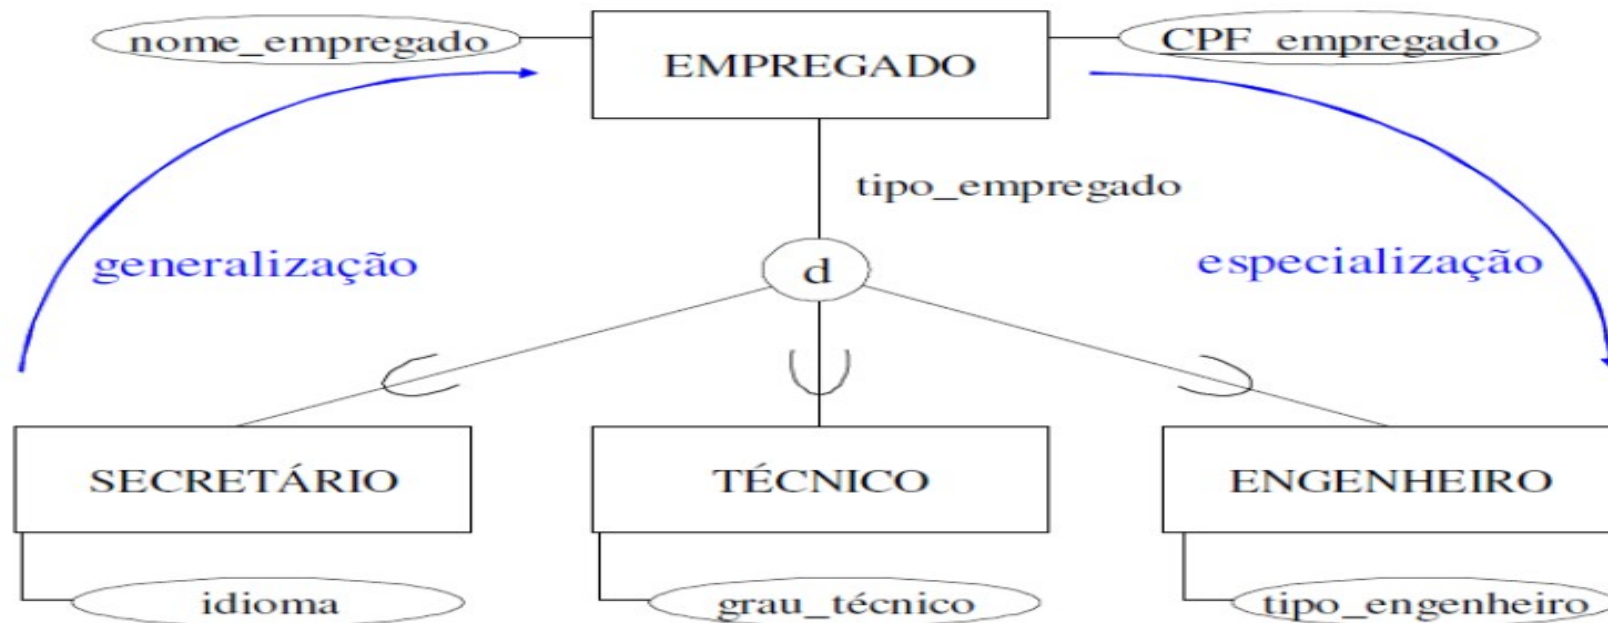 nome_empregado
EMPREGADO
CPF_empregado
tipo_empregado
generalização
d
especialização
SECRETÁRIO
TÉCNICO
ENGENHEIRO
idioma
grau_técnico
tipo_engenheiro